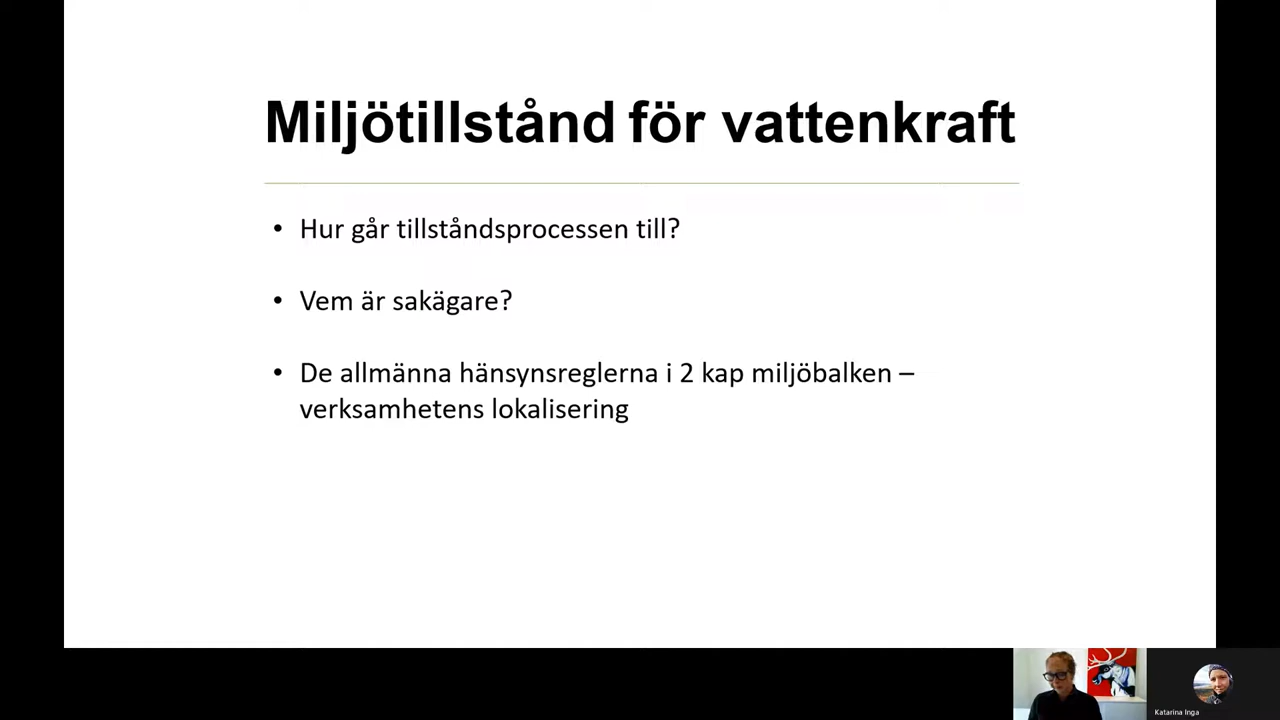 Miljötillstånd för vattenkraft
• Hur går tillståndsprocessen till?
• Vem är sakägare?
• De allmänna hänsynsreglerna i 2 kap miljöbalken –
verksamhetens lokalisering
Katarina Inga